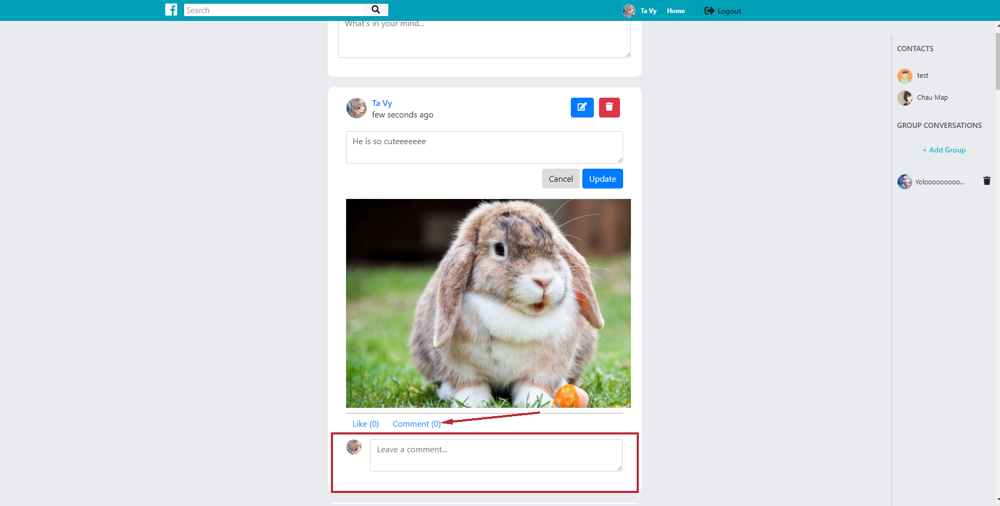 Search
Ta Vy
Home
Logout
What's in your mind...
Ta Vy
few seconds ago
He is so cuteeeeeee
Cancel
Update
Like (0)
Comment (0)
Leave a comment...
CONTACTS
test
Chau Map
GROUP CONVERSATIONS
+ Add Group
Yolooooooooo...